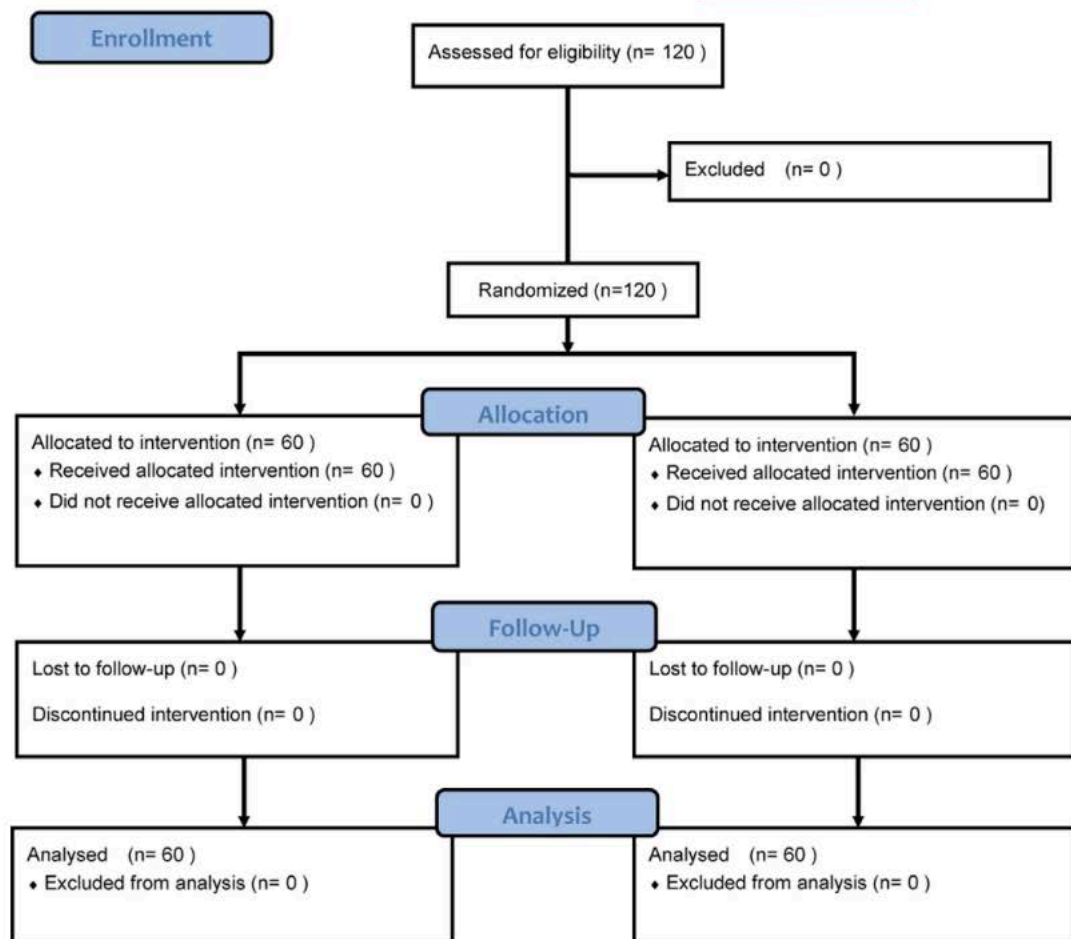 Enrollment
Assessed for eligibility (n= 120 )
Excluded (n= 0 )
Randomized (n=120 )
Allocation
Allocated to intervention (n= 60 )
♦ Received allocated intervention (n= 60 )
♦ Did not receive allocated intervention (n= 0 )
Allocated to intervention (n= 60 )
♦ Received allocated intervention (n= 60 )
♦ Did not receive allocated intervention (n= 0)
Follow-Up
Lost to follow-up (n= 0 )
Discontinued intervention (n= 0 )
Lost to follow-up (n= 0 )
Discontinued intervention (n= 0 )
Analysis
Analysed (n= 60 )
♦ Excluded from analysis (n= 0 )
Analysed (n= 60 )
♦ Excluded from analysis (n= 0 )